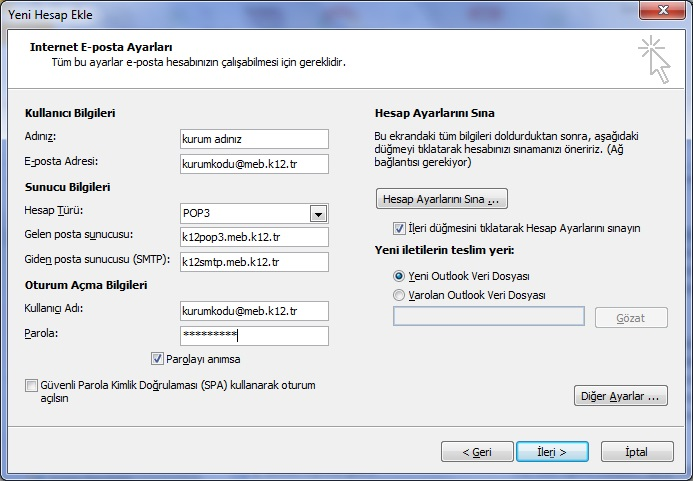 Yeni Hesap Ekle
Internet E-posta Ayarları
Tüm bu ayarlar e-posta hesabınızın çalışabilmesi için gereklidir.
Kullanıcı Bilgileri
Adınız:
kurum adınız
E-posta Adresi:
kurumkodu@meb.k12.tr
Sunucu Bilgileri
Hesap Türü:
POP3
Gelen posta sunucusu:
k12pop3.meb.k12.tr
Giden posta sunucusu (SMTP):
k12smtp.meb.k12.tr
Oturum Açma Bilgileri
Kullanıcı Adı:
kurumkodu@meb.k12.tr
Parola:
*********
Parolayı anımsa
Güvenli Parola Kimlik Doğrulaması (SPA) kullanarak oturum
açılsın
Hesap Ayarlarını Sına
Bu ekrandaki tüm bilgileri doldurduktan sonra, aşağıdaki
düğmeyi tıklatarak hesabınızı sınamanızı öneririz. (Ağ
bağlantısı gerekiyor)
Hesap Ayarlarını Sına ...
İleri düğmesini tıklatarak Hesap Ayarlarını sınayın
Yeni iletilerin teslim yeri:
Yeni Outlook Veri Dosyası
Varolan Outlook Veri Dosyası
Gözat
Diğer Ayarlar ...
< Geri
İleri >
İptal